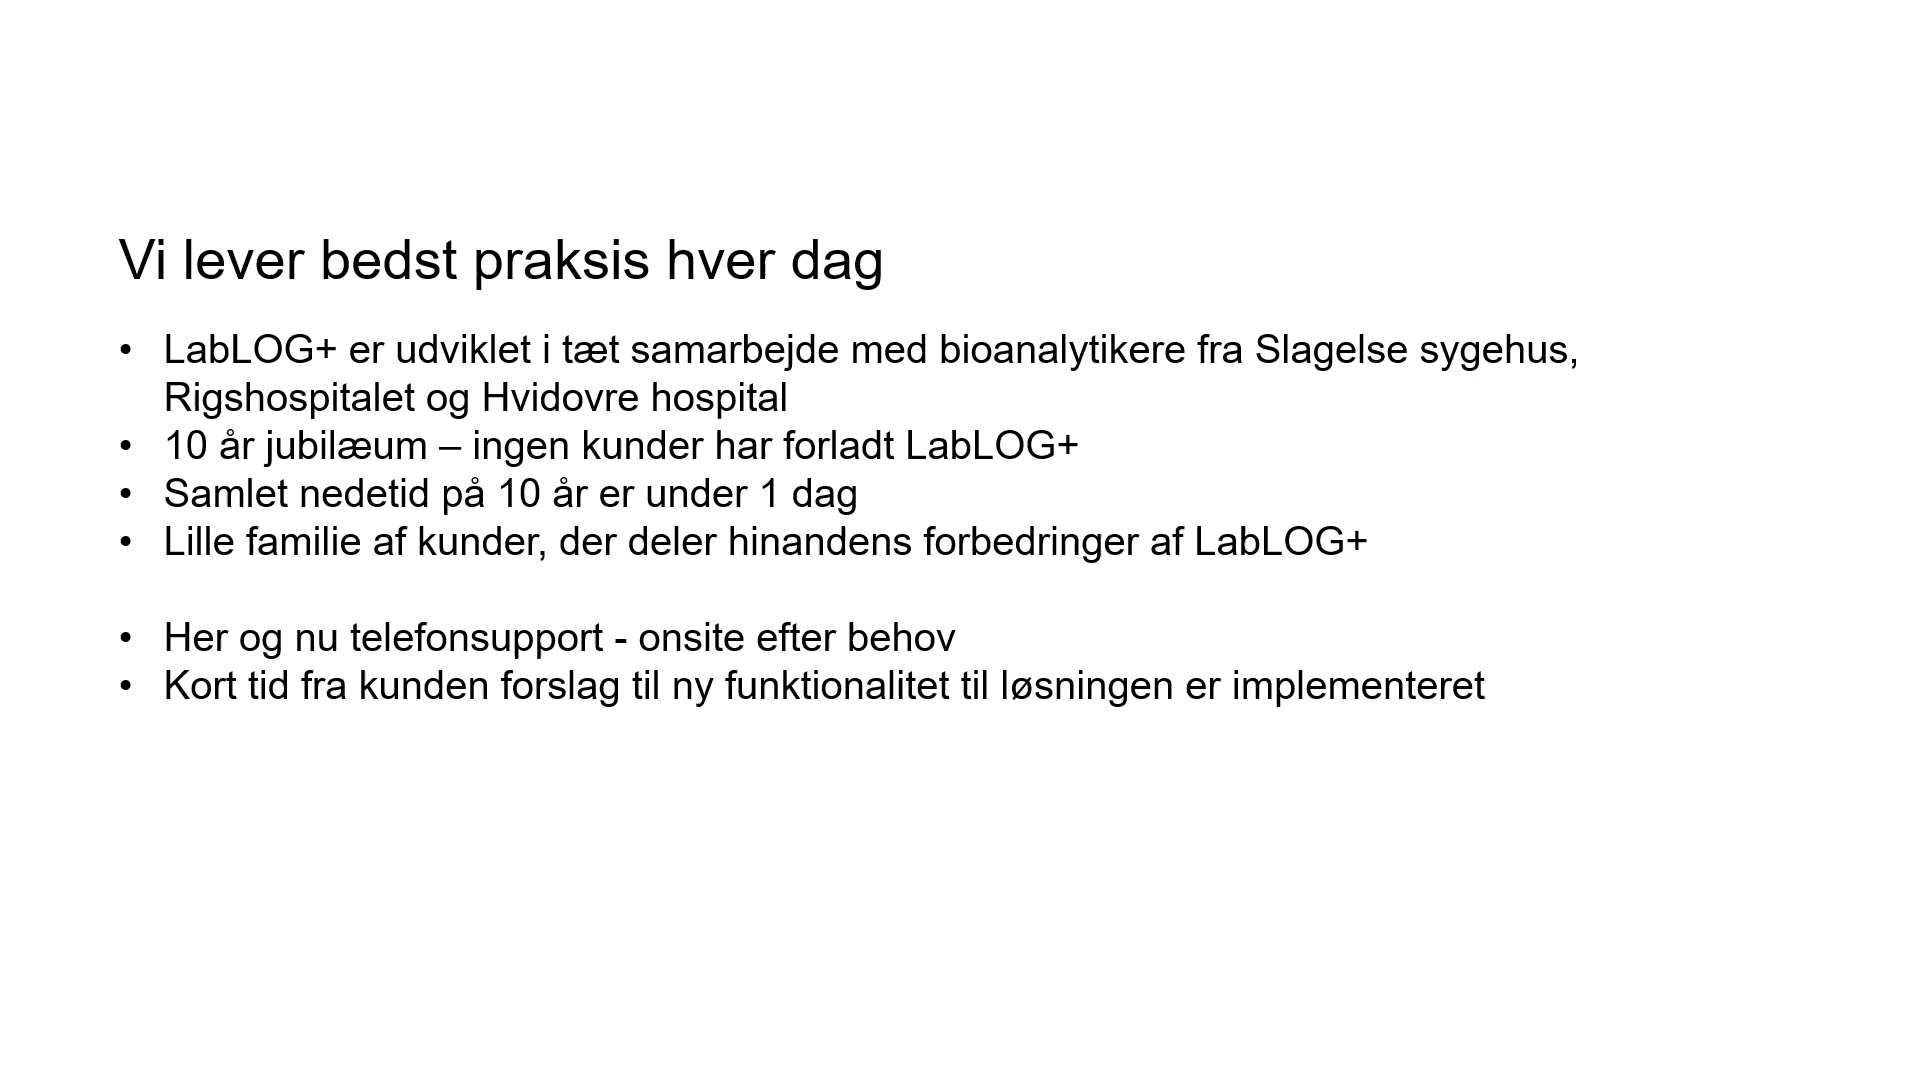 Vi lever bedst praksis hver dag
• LabLOG+ er udviklet i tæt samarbejde med bioanalytikere fra Slagelse sygehus,
Rigshospitalet og Hvidovre hospital
• 10 år jubilæum – ingen kunder har forladt LabLOG+
• Samlet nedetid på 10 år er under 1 dag
• Lille familie af kunder, der deler hinandens forbedringer af LabLOG+
• Her og nu telefonsupport - onsite efter behov
• Kort tid fra kunden forslag til ny funktionalitet til løsningen er implementeret